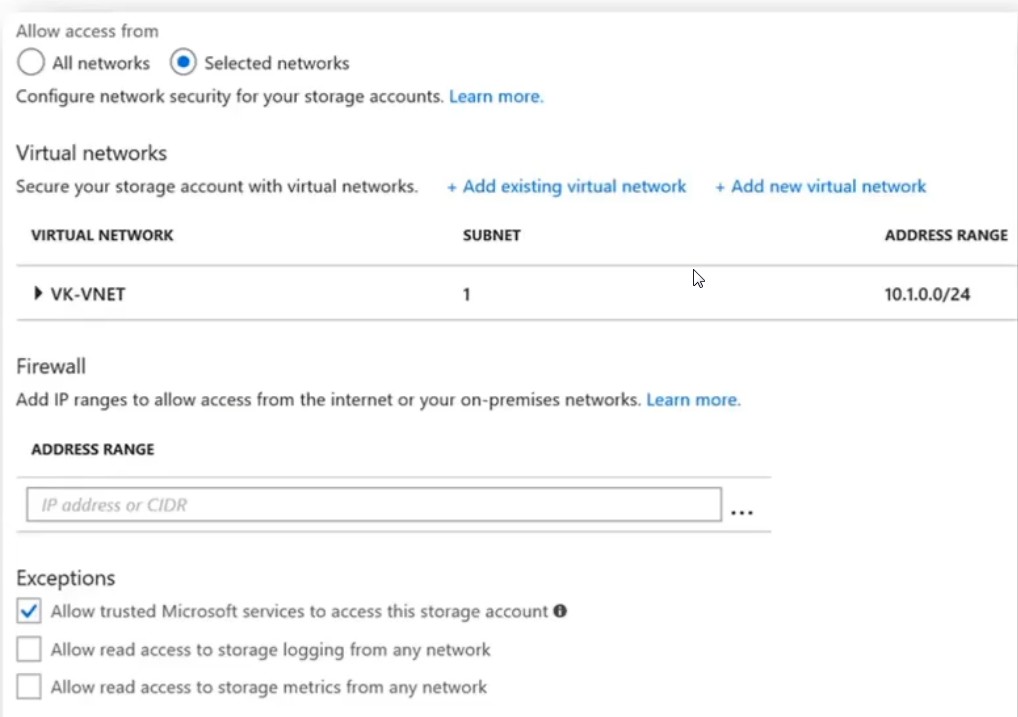 Allow access from
All networks Selected networks
Configure network security for your storage accounts. Learn more.
Virtual networks
Secure your storage account with virtual networks. + Add existing virtual network + Add new virtual network
VIRTUAL NETWORK SUBNET ADDRESS RANGE
VK-VNET 1 10.1.0.0/24
Firewall
Add IP ranges to allow access from the internet or your on-premises networks. Learn more.
ADDRESS RANGE
IP address or CIDR ...
Exceptions
Allow trusted Microsoft services to access this storage account
Allow read access to storage logging from any network
Allow read access to storage metrics from any network